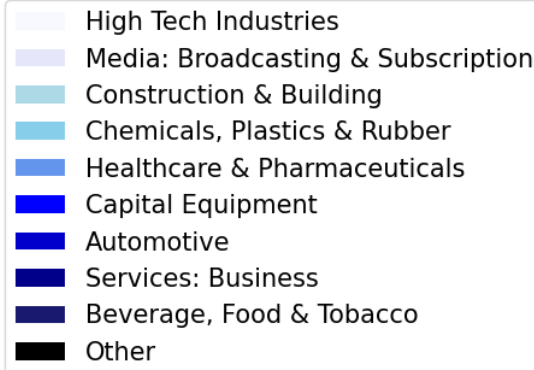 High Tech Industries
Media: Broadcasting & Subscription
Construction & Building
Chemicals, Plastics & Rubber
Healthcare & Pharmaceuticals
Capital Equipment
Automotive
Services: Business
Beverage, Food & Tobacco
Other